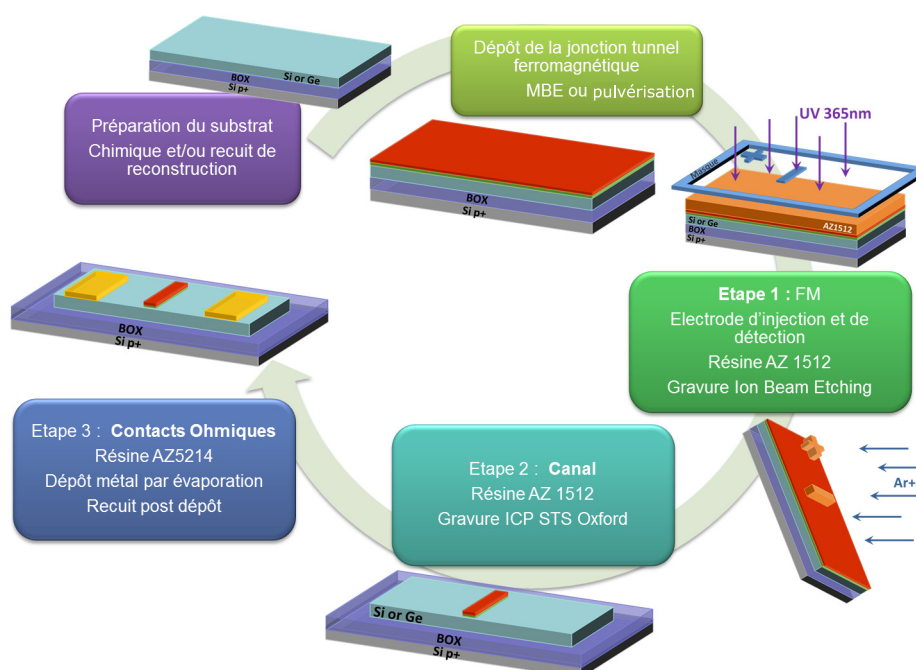 Si or Ge
BOX
Si p+
Préparation du substrat
Chimique et/ou recuit de
reconstruction
Dépôt de la jonction tunnel
ferromagnétique
MBE ou pulvérisation
BOX
Si p+
UV 365nm
Masque
AZ1512
Si or Ge
BOX
Si p+
Etape 1 : FM
Electrode d'injection et de
détection
Résine AZ 1512
Gravure Ion Beam Etching
Ar+
Etape 2 : Canal
Résine AZ 1512
Gravure ICP STS Oxford
Si or Ge
BOX
Si p+
Etape 3 : Contacts Ohmiques
Résine AZ5214
Dépôt métal par évaporation
Recuit post dépôt
BOX
Si p+